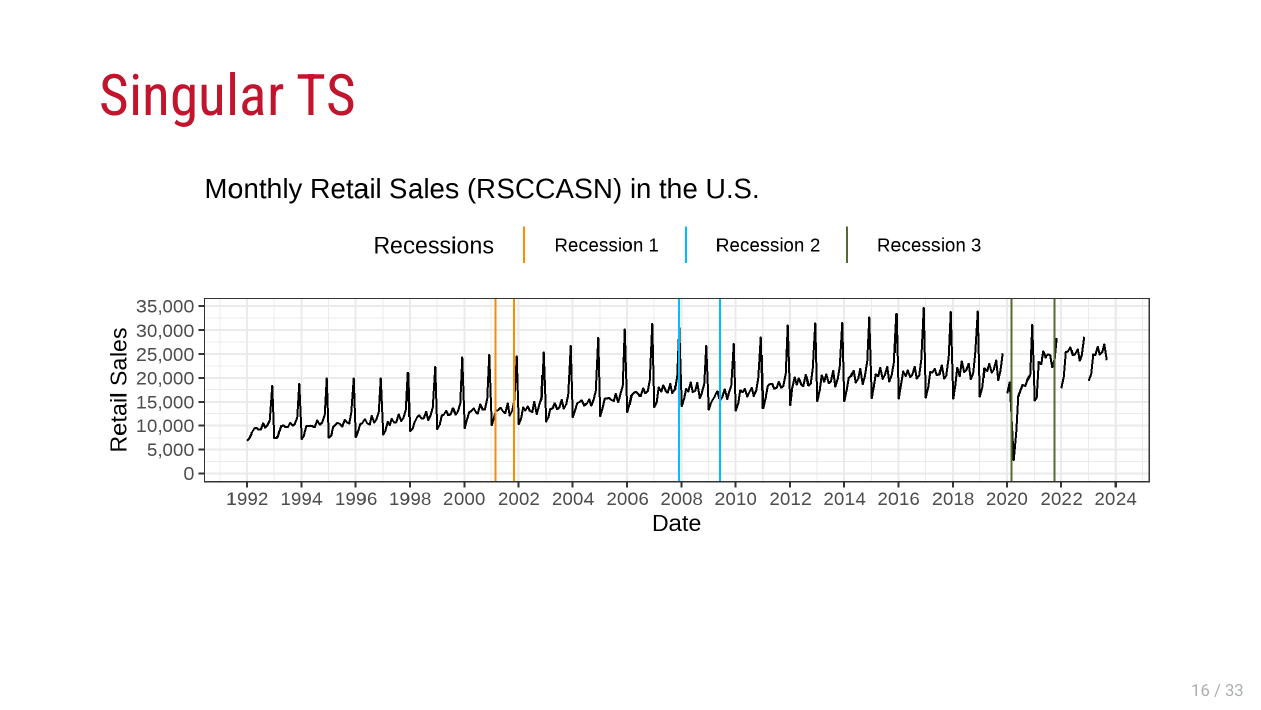 Singular TS
Monthly Retail Sales (RSCCASN) in the U.S.
Recessions Recession 1 Recession 2 Recession 3
35,000
30,000
25,000
20,000
15,000
10,000
5,000
0
Retail Sales
1992 1994 1996 1998 2000 2002 2004 2006 2008 2010 2012 2014 2016 2018 2020 2022 2024
Date
16 / 33